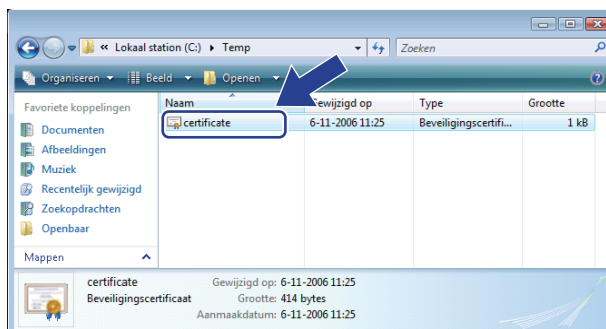 « Lokaal station (C:) ▸ Temp Zoeken
Organiseren Beeld Openen
Favoriete koppelingen
Documenten
Afbeeldingen
Muziek
Recentelijk gewijzigd
Zoekopdrachten
Openbaar
Mappen
Naam Gewijzigd op Type Grootte
certificate 6-11-2006 11:25 Beveiligingscertifi... 1 kB
certificate Gewijzigd op: 6-11-2006 11:25
Beveiligingscertificaat Grootte: 414 bytes
Aanmaakdatum: 6-11-2006 11:25